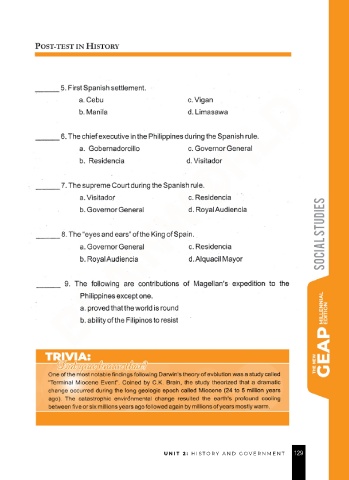 POST-TEST IN HISTORY
______ 5. First Spanish settlement.
a. Cebu c. Vigan
b. Manila d. Limasawa
______ 6. The chief executive in the Philippines during the Spanish rule.
a. Gobernadorcillo c. Governor General
b. Residencia d. Visitador
______ 7. The supreme Court during the Spanish rule.
a. Visitador c. Residencia
b. Governor General d. Royal Audiencia
______ 8. The "eyes and ears" of the King of Spain.
a. Governor General c. Residencia
b. Royal Audiencia d. Alquacil Mayor
______ 9. The following are contributions of Magellan's expedition to the
Philippines except one.
a. proved that the world is round
b. ability of the Filipinos to resist
SOCIAL STUDIES
THE NEW GEAP MILLENNIAL EDITION
TRIVIA:
One of the most notable findings following Darwin's theory of evolution was a study called
"Terminal Miocene Event". Coined by C.K. Brain, the study theorized that a dramatic
change occurred during the long geologic epoch called Miocene (24 to 5 million years
ago). The catastrophic environmental change resulted the earth's profound cooling
between five or six millions years ago followed again by millions of years mostly warm.
UNIT 2: HISTORY AND GOVERNMENT 129